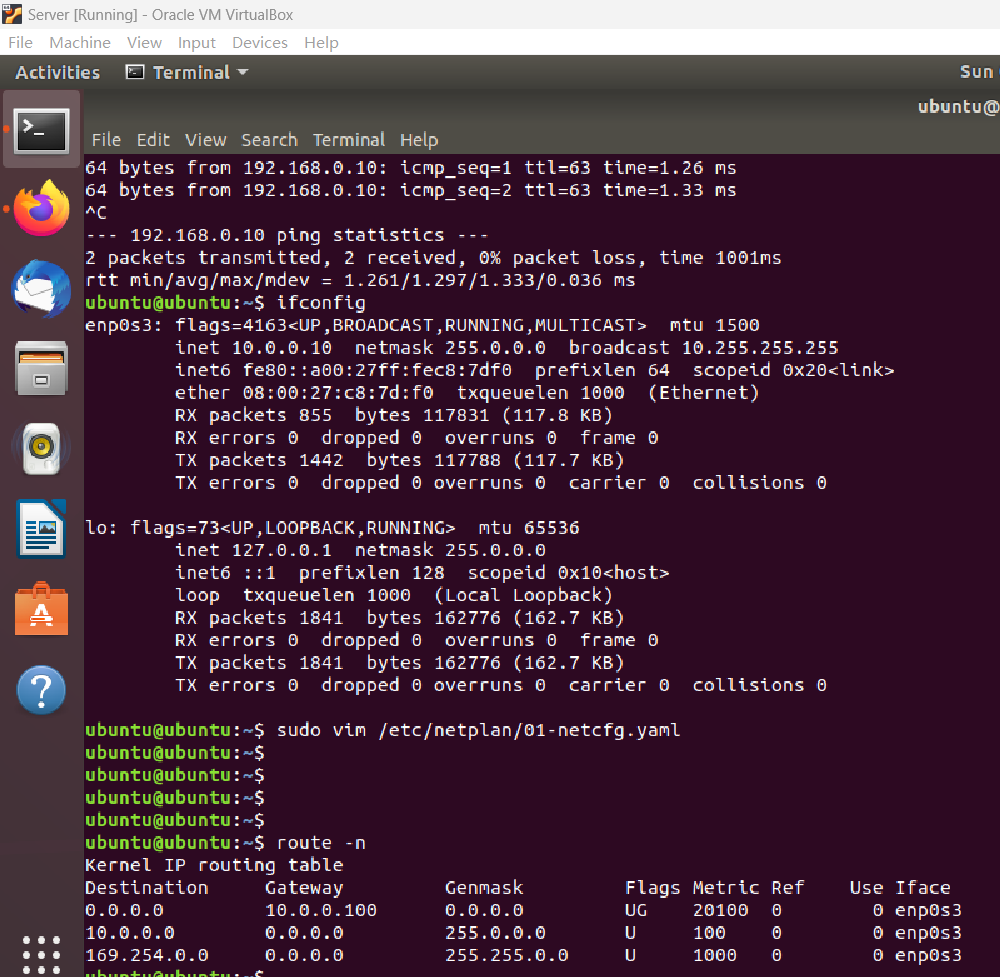 Server [Running] - Oracle VM VirtualBox
File Machine View Input Devices Help
Activities Terminal Sun
ubuntu@
File Edit View Search Terminal Help
64 bytes from 192.168.0.10: icmp_seq=1 ttl=63 time=1.26 ms
64 bytes from 192.168.0.10: icmp_seq=2 ttl=63 time=1.33 ms
^C
--- 192.168.0.10 ping statistics ---
2 packets transmitted, 2 received, 0% packet loss, time 1001ms
rtt min/avg/max/mdev = 1.261/1.297/1.333/0.036 ms
ubuntu@ubuntu:~$ ifconfig
enp0s3: flags=4163<UP,BROADCAST,RUNNING,MULTICAST>  mtu 1500
        inet 10.0.0.10  netmask 255.0.0.0  broadcast 10.255.255.255
        inet6 fe80::a00:27ff:fec8:7df0  prefixlen 64  scopeid 0x20<link>
        ether 08:00:27:c8:7d:f0  txqueuelen 1000  (Ethernet)
        RX packets 855  bytes 117831 (117.8 KB)
        RX errors 0  dropped 0  overruns 0  frame 0
        TX packets 1442  bytes 117788 (117.7 KB)
        TX errors 0  dropped 0 overruns 0  carrier 0  collisions 0
lo: flags=73<UP,LOOPBACK,RUNNING>  mtu 65536
        inet 127.0.0.1  netmask 255.0.0.0
        inet6 ::1  prefixlen 128  scopeid 0x10<host>
        loop  txqueuelen 1000  (Local Loopback)
        RX packets 1841  bytes 162776 (162.7 KB)
        RX errors 0  dropped 0  overruns 0  frame 0
        TX packets 1841  bytes 162776 (162.7 KB)
        TX errors 0  dropped 0 overruns 0  carrier 0  collisions 0
ubuntu@ubuntu:~$ sudo vim /etc/netplan/01-netcfg.yaml
ubuntu@ubuntu:~$
ubuntu@ubuntu:~$
ubuntu@ubuntu:~$
ubuntu@ubuntu:~$
ubuntu@ubuntu:~$ route -n
Kernel IP routing table
Destination     Gateway         Genmask         Flags Metric Ref    Use Iface
0.0.0.0         10.0.0.100      0.0.0.0         UG    20100  0        0 enp0s3
10.0.0.0        0.0.0.0         255.0.0.0       U     100    0        0 enp0s3
169.254.0.0     0.0.0.0         255.255.0.0     U     1000   0        0 enp0s3